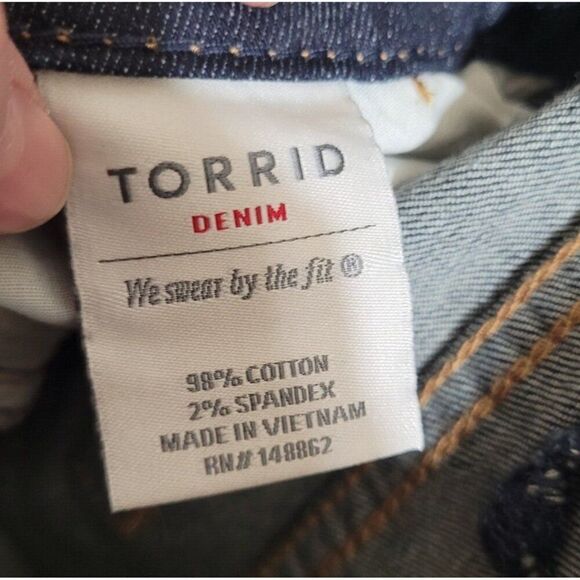 TORRID
DENIM
We swear by the fit ®
98% COTTON
2% SPANDEX
MADE IN VIETNAM
RN# 148862